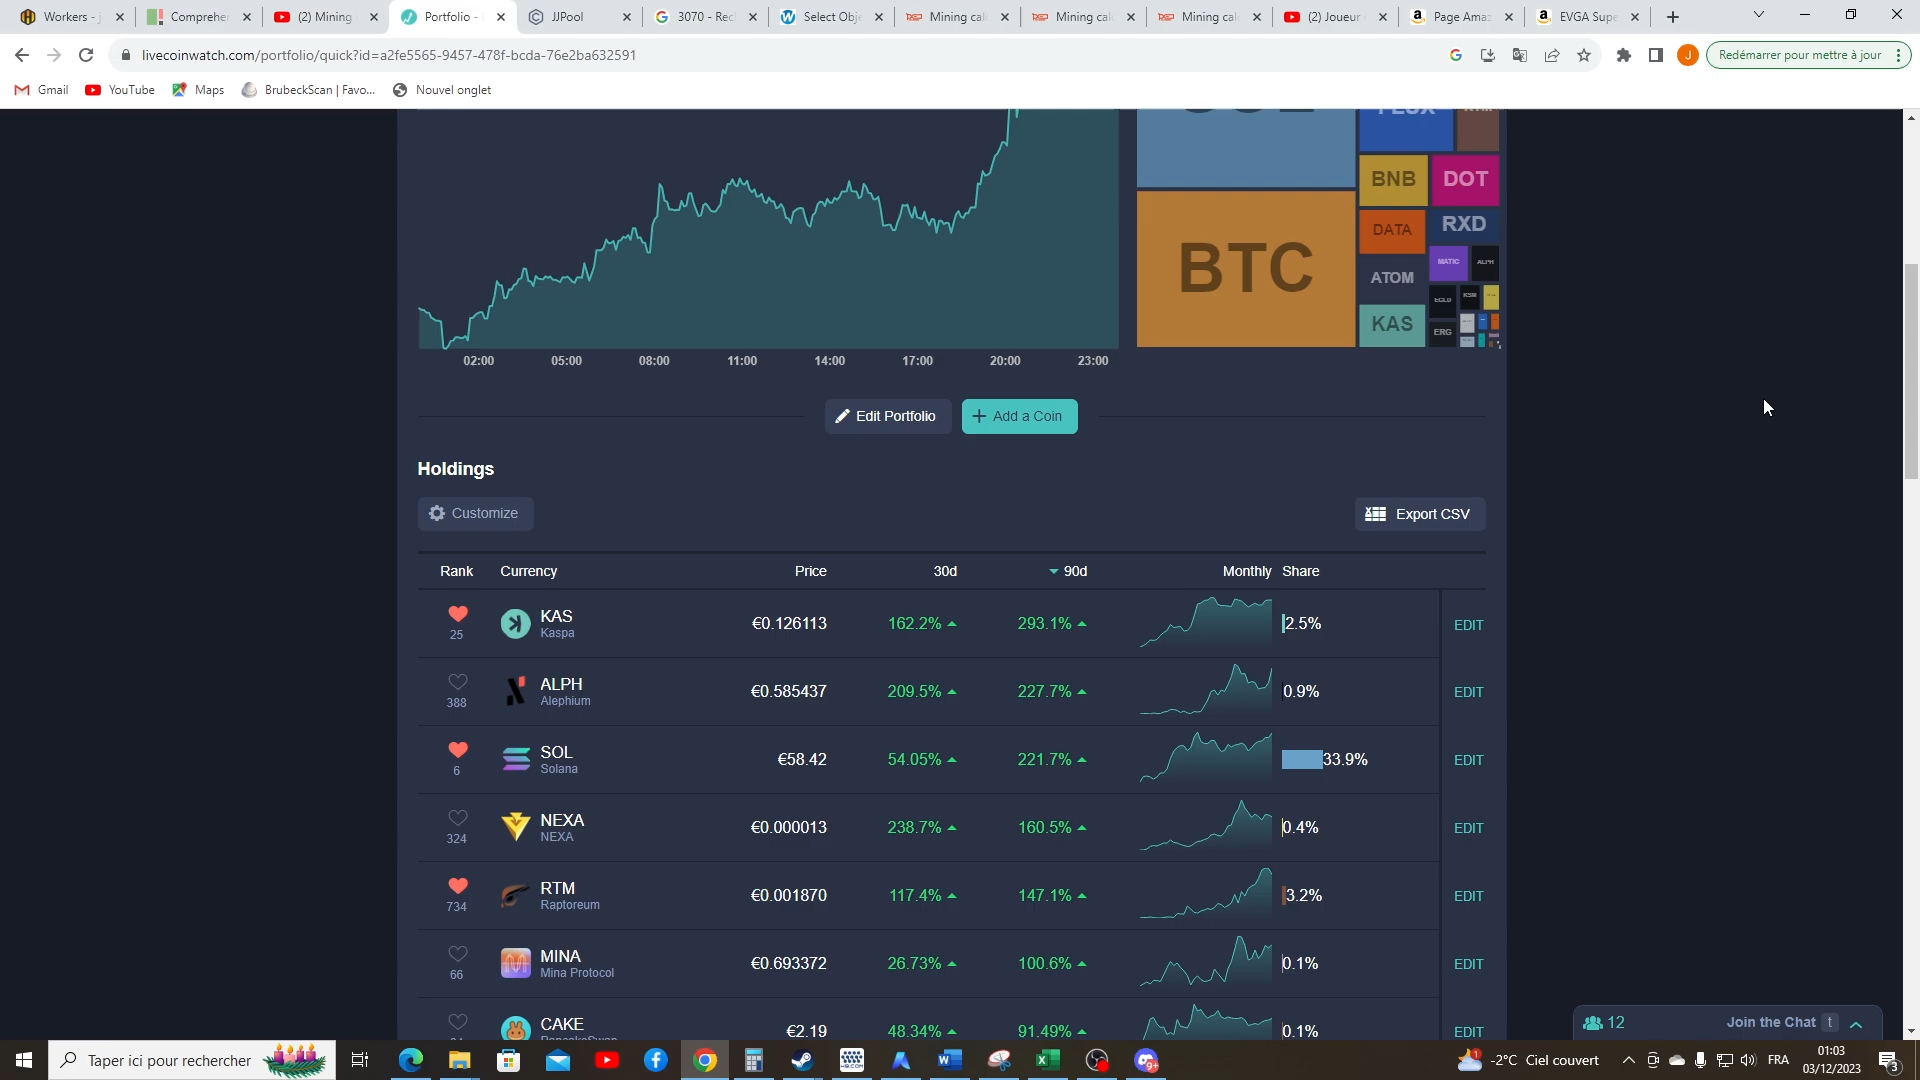 Workers - j
Compreher
(2) Mining
Portfolio -
JJPool
3070 - Rec
Select Obje
Mining cal
Mining cal
Mining cal
(2) Joueur
Page Amaz
EVGA Supe
livecoinwatch.com/portfolio/quick?id=a2fe5565-9457-478f-bcda-76e2ba632591
J
Redémarrer pour mettre à jour
Gmail
YouTube
Maps
BrubeckScan | Favo...
Nouvel onglet
BTC
BNB
DOT
DATA
RXD
ATOM
MATIC
ALPH
KAS
EGLD
KSM
ERG
02:00
05:00
08:00
11:00
14:00
17:00
20:00
23:00
Edit Portfolio
Add a Coin
Holdings
Customize
Export CSV
Rank Currency Price 30d 90d Monthly Share
25 KAS Kaspa €0.126113 162.2% 293.1% 2.5% EDIT
388 ALPH Alephium €0.585437 209.5% 227.7% 0.9% EDIT
6 SOL Solana €58.42 54.05% 221.7% 33.9% EDIT
324 NEXA NEXA €0.000013 238.7% 160.5% 0.4% EDIT
734 RTM Raptoreum €0.001870 117.4% 147.1% 3.2% EDIT
66 MINA Mina Protocol €0.693372 26.73% 100.6% 0.1% EDIT
CAKE €2.19 48.34% 91.49% 0.1% EDIT
12
Join the Chat t
Taper ici pour rechercher
-2°C Ciel couvert
FRA
01:03
03/12/2023
3